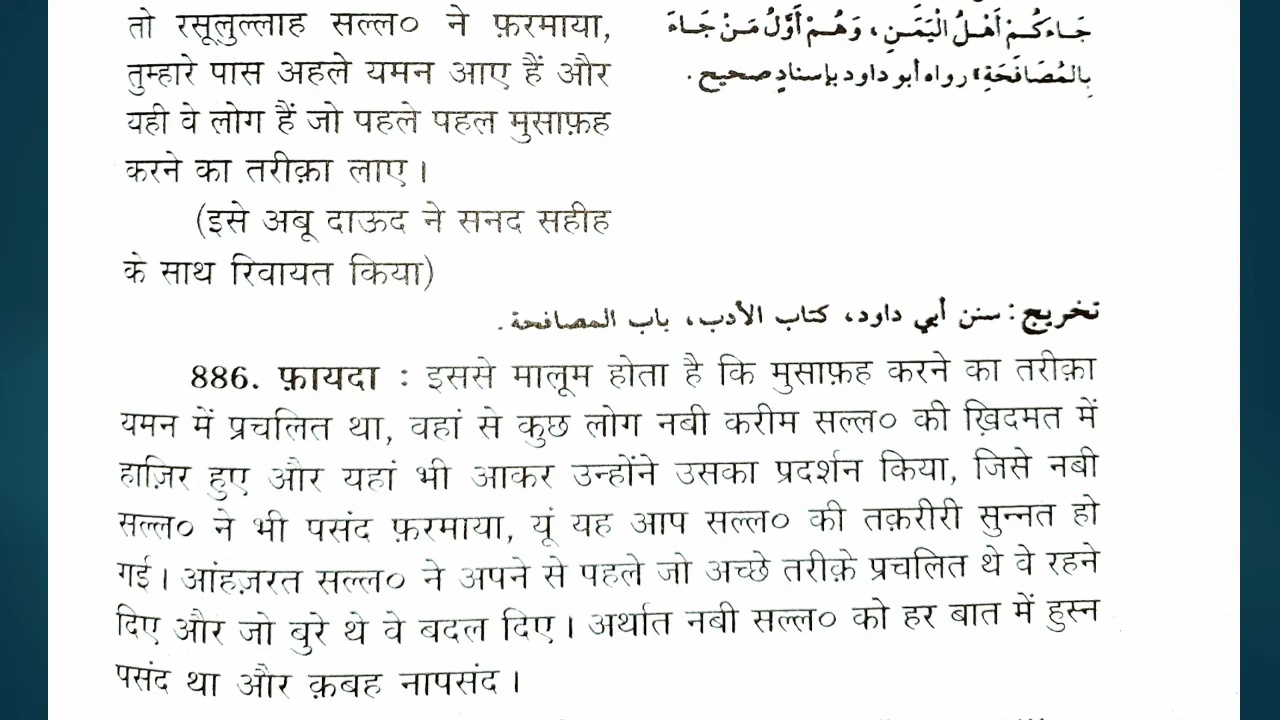 तो रसूलुल्लाह सल्ल० ने फ़रमाया,
तुम्हारे पास अहले यमन आए हैं और
यही वे लोग हैं जो पहले पहल मुसाफ़ह
करने का तरीक़ा लाए।
(इसे अबू दाऊद ने सनद सहीह
के साथ रिवायत किया)
جَاءَكُمْ أَهْلُ الْيَمَنِ، وَهُمْ أَوَّلُ مَنْ جَاءَ
بِالمُصَافَحَةِ» رواه أبو داود بإسنادٍ صحيح.
تخريج: سنن أبي داود، كتاب الأدب، باب المصافحة.
886. फ़ायदा : इससे मालूम होता है कि मुसाफ़ह करने का तरीक़ा
यमन में प्रचलित था, वहां से कुछ लोग नबी करीम सल्ल० की ख़िदमत में
हाज़िर हुए और यहां भी आकर उन्होंने उसका प्रदर्शन किया, जिसे नबी
सल्ल० ने भी पसंद फ़रमाया, यूं यह आप सल्ल० की तक़रीरी सुन्नत हो
गई। आंहज़रत सल्ल० ने अपने से पहले जो अच्छे तरीक़े प्रचलित थे वे रहने
दिए और जो बुरे थे वे बदल दिए। अर्थात नबी सल्ल० को हर बात में हुस्न
पसंद था और क़बह नापसंद।